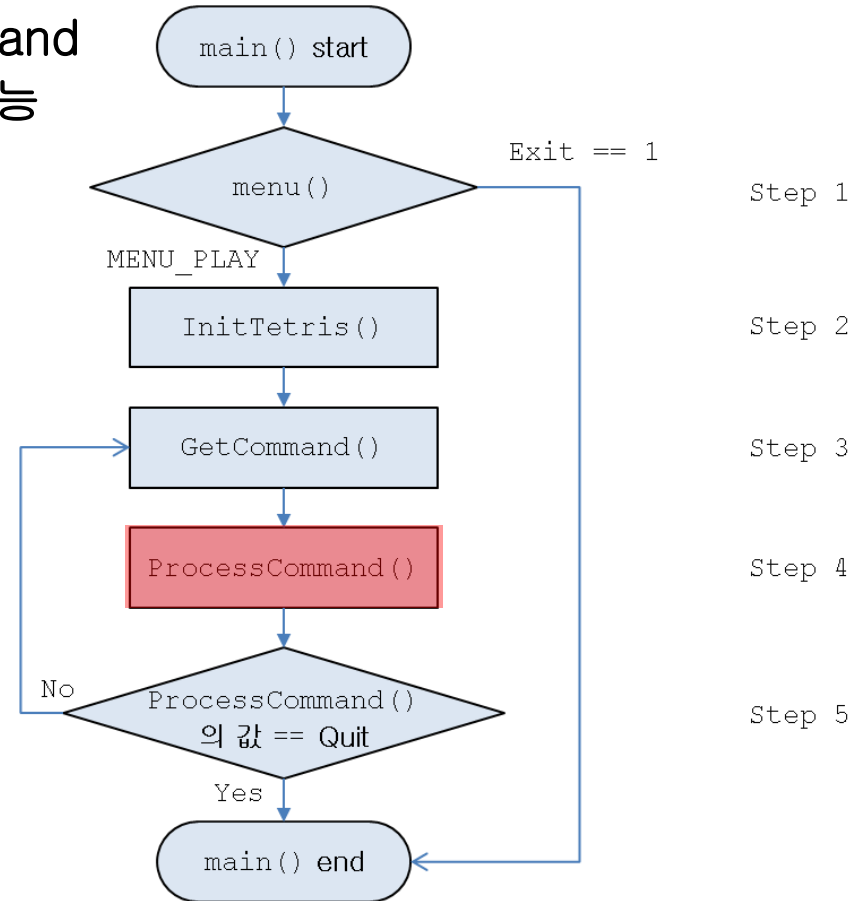 and
능
main() start
Exit == 1
menu()
Step 1
MENU_PLAY
InitTetris()
Step 2
GetCommand()
Step 3
ProcessCommand()
Step 4
No
ProcessCommand()
의 값 == Quit
Step 5
Yes
main() end